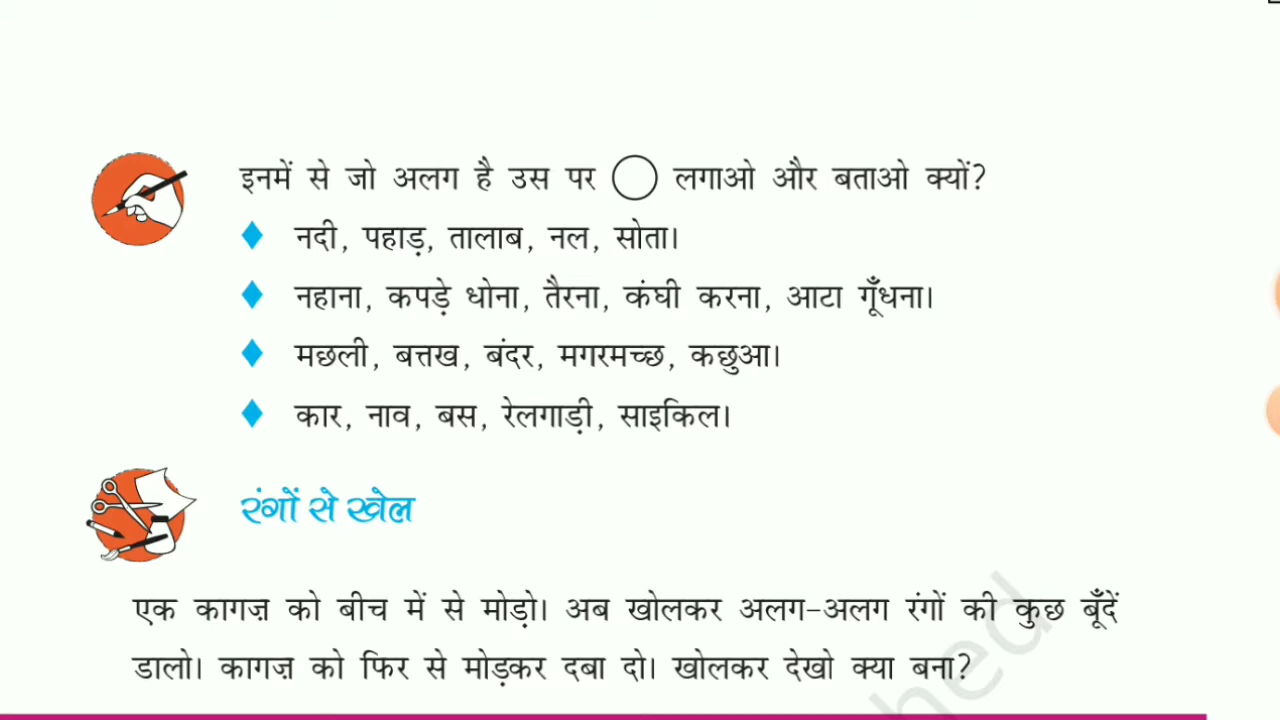 इनमें से जो अलग है उस पर ◯ लगाओ और बताओ क्यों?
नदी, पहाड़, तालाब, नल, सोता।
नहाना, कपड़े धोना, तैरना, कंघी करना, आटा गूँधना।
मछली, बत्तख, बंदर, मगरमच्छ, कछुआ।
कार, नाव, बस, रेलगाड़ी, साइकिल।
रंगों से खेल
एक कागज़ को बीच में से मोड़ो। अब खोलकर अलग-अलग रंगों की कुछ बूँदें
डालो। कागज़ को फिर से मोड़कर दबा दो। खोलकर देखो क्या बना?
hed